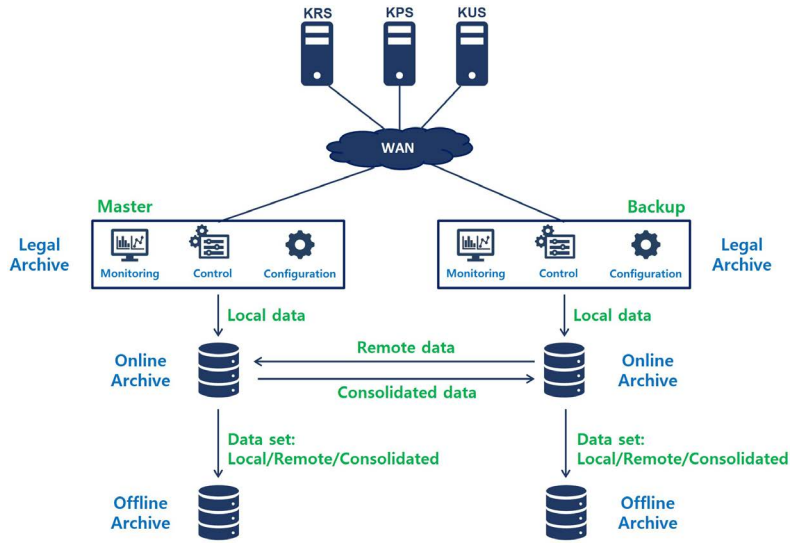 KRS
KPS
KUS
WAN
Master
Backup
Legal
Archive
Monitoring
Control
Configuration
Monitoring
Control
Configuration
Legal
Archive
Local data
Local data
Online
Archive
Remote data
Consolidated data
Online
Archive
Data set:
Local/Remote/Consolidated
Data set:
Local/Remote/Consolidated
Offline
Archive
Offline
Archive